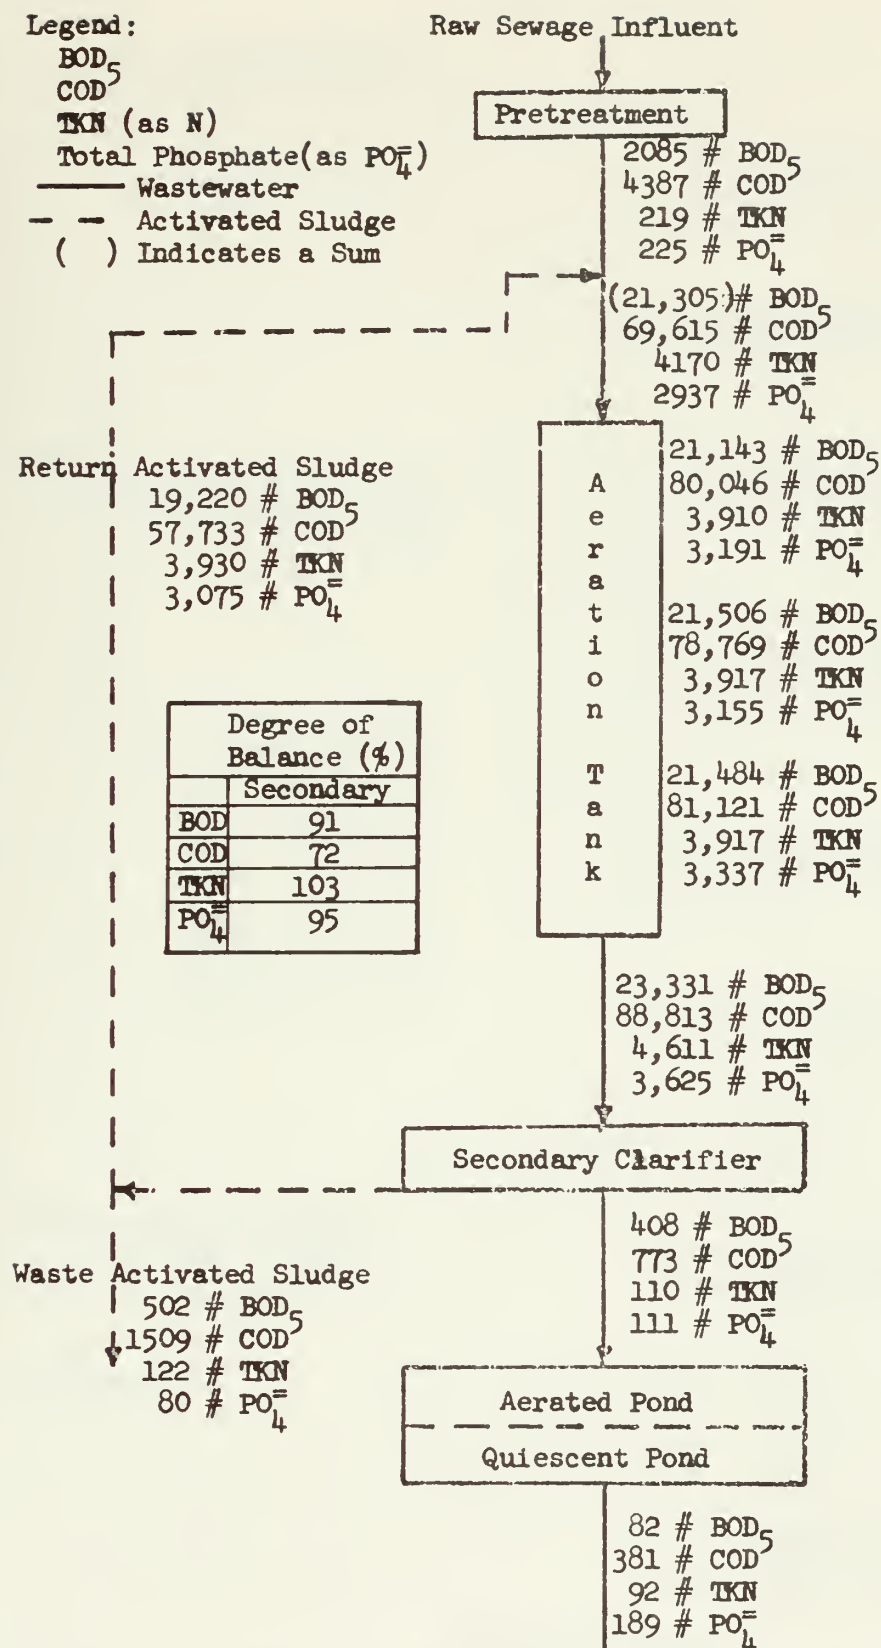 Legend:
BOD5
COD
TKN (as N)
Total Phosphate(as PO4=)
Wastewater
Activated Sludge
( ) Indicates a Sum
Raw Sewage Influent
Pretreatment
2085 # BOD5
4387 # COD
219 # TKN
225 # PO4=
(21,305)# BOD5
69,615 # COD
4170 # TKN
2937 # PO4=
Return Activated Sludge
19,220 # BOD5
57,733 # COD
3,930 # TKN
3,075 # PO4=
Aeration Tank
21,143 # BOD5
80,046 # COD
3,910 # TKN
3,191 # PO4=
21,506 # BOD5
78,769 # COD
3,917 # TKN
3,155 # PO4=
21,484 # BOD5
81,121 # COD
3,917 # TKN
3,337 # PO4=
Degree of
Balance (%)
Secondary
BOD 91
COD 72
TKN 103
PO4= 95
23,331 # BOD5
88,813 # COD
4,611 # TKN
3,625 # PO4=
Secondary Clarifier
408 # BOD5
773 # COD
110 # TKN
111 # PO4=
Waste Activated Sludge
502 # BOD5
1509 # COD
122 # TKN
80 # PO4=
Aerated Pond
Quiescent Pond
82 # BOD5
381 # COD
92 # TKN
189 # PO4=